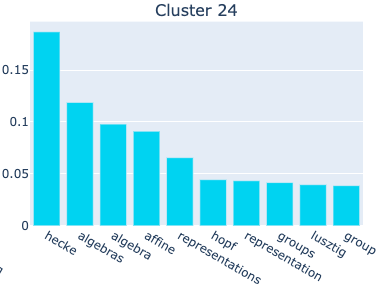 Cluster 24
0.15
0.1
0.05
0
hecke
algebras
algebra
affine
representations
hopf
representation
groups
lusztig
group